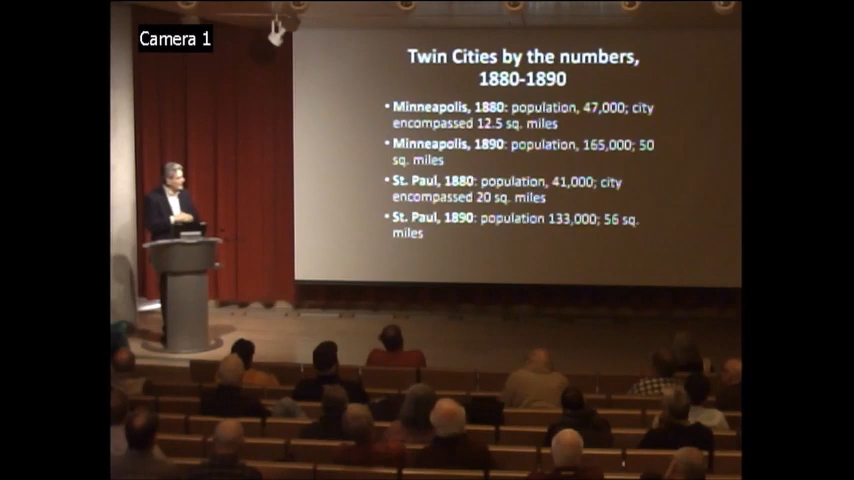 Camera 1
Twin Cities by the numbers,
1880-1890
• Minneapolis, 1880: population, 47,000; city
encompassed 12.5 sq. miles
• Minneapolis, 1890: population, 165,000; 50
sq. miles
• St. Paul, 1880: population, 41,000; city
encompassed 20 sq. miles
• St. Paul, 1890: population 133,000; 56 sq.
miles